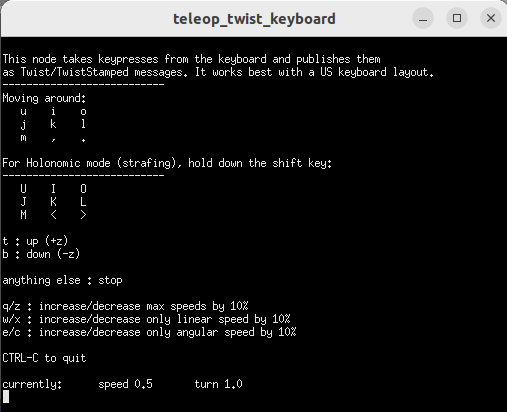 teleop_twist_keyboard
This node takes keypresses from the keyboard and publishes them
as Twist/TwistStamped messages. It works best with a US keyboard layout.
---------------------------
Moving around:
   u    i    o
   j    k    l
   m    ,    .

For Holonomic mode (strafing), hold down the shift key:
---------------------------
   U    I    O
   J    K    L
   M    <    >

t : up (+z)
b : down (-z)

anything else : stop

q/z : increase/decrease max speeds by 10%
w/x : increase/decrease only linear speed by 10%
e/c : increase/decrease only angular speed by 10%

CTRL-C to quit

currently:      speed 0.5       turn 1.0